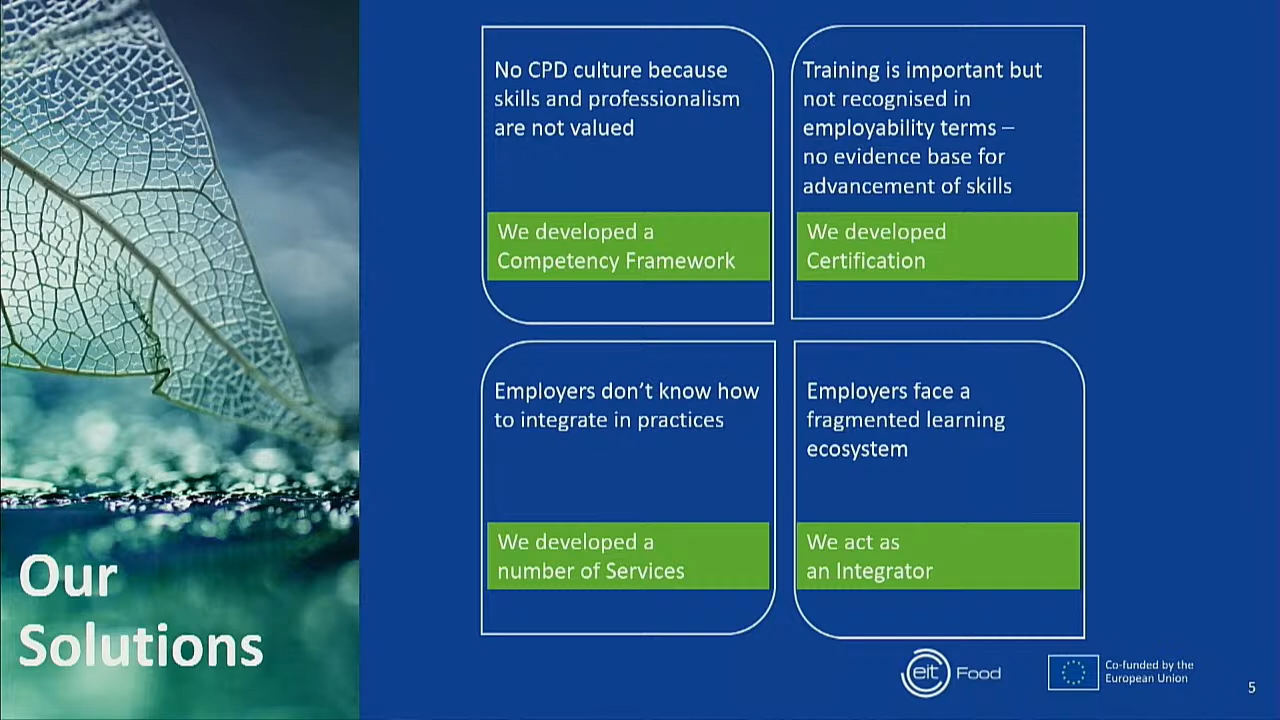 No CPD culture because
skills and professionalism
are not valued
We developed a
Competency Framework
Training is important but
not recognised in
employability terms –
no evidence base for
advancement of skills
We developed
Certification
Employers don't know how
to integrate in practices
We developed a
number of Services
Employers face a
fragmented learning
ecosystem
We act as
an Integrator
Our
Solutions
eit Food
Co-funded by the
European Union
5